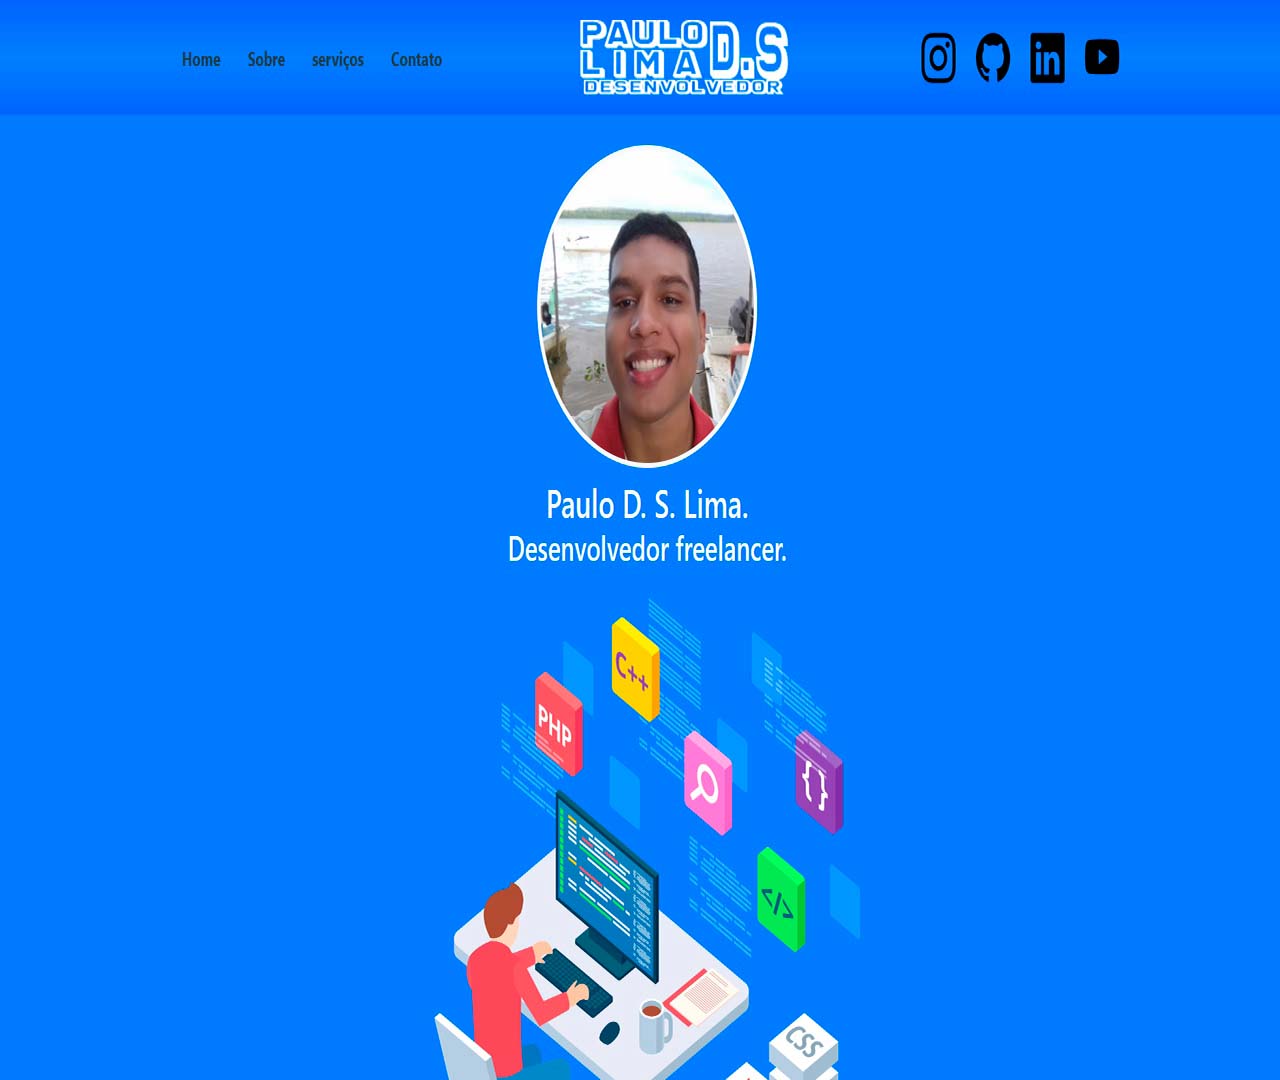 Home Sobre serviços Contato
PAULO D.S
LIMA
DESENVOLVEDOR
Paulo D. S. Lima.
Desenvolvedor freelancer.
C++
PHP
{ }
</>
CSS